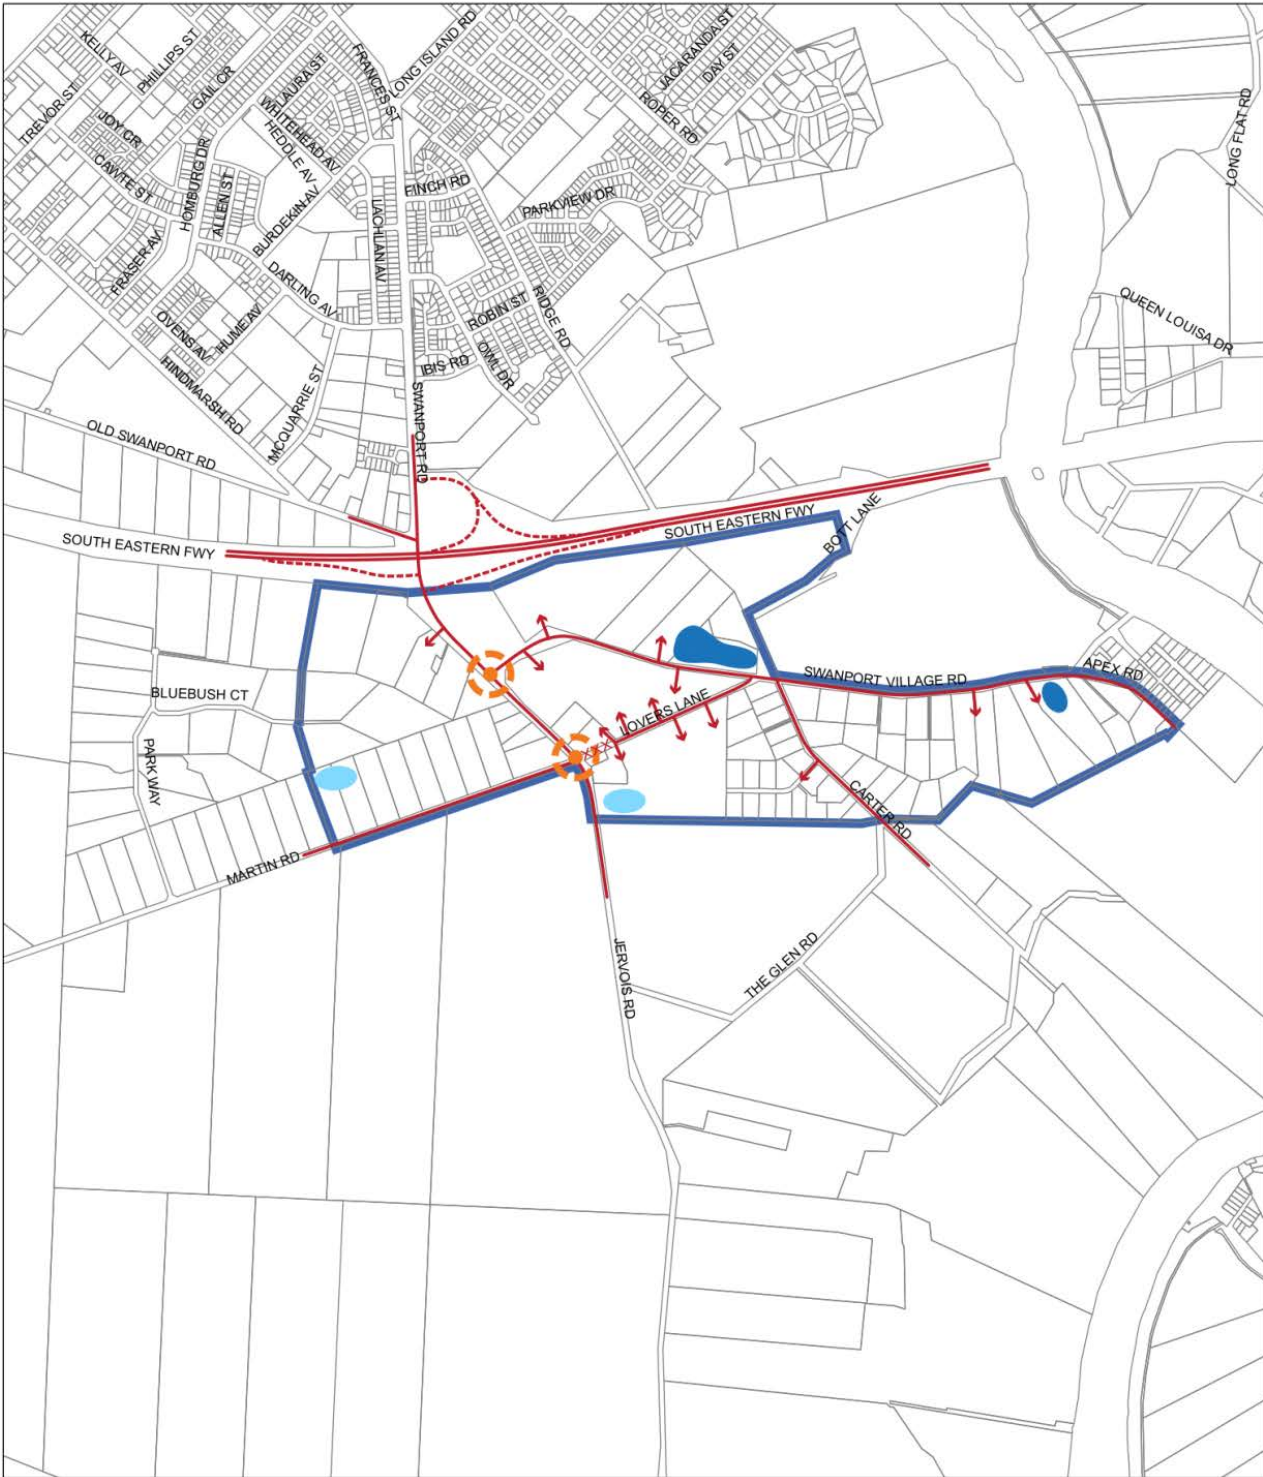 KELLY AV
PHILLIPS ST
TREVOR ST
GAIL CR
LAURA ST
FRANCES ST
LONG ISLAND RD
JACARANDA ST
DAY ST
ROPER RD
LONG FLAT RD
JOY CR
WHITEHEAD AV
HEDDLE AV
CAWTE ST
HOMBURG DR
ALLEN ST
BURDEKIN AV
LACHLAN AV
FINCH RD
PARKVIEW DR
FRASER AV
DARLING AV
RIDGE RD
ROBIN ST
QUEEN LOUISA DR
OVENS AV
HUME AV
IBIS RD
OWL DR
HINDMARSH RD
MCQUARRIE ST
SWANPORT RD
OLD SWANPORT RD
SOUTH EASTERN FWY
SOUTH EASTERN FWY
BOTT LANE
SWANPORT VILLAGE RD
APEX RD
BLUEBUSH CT
LOVERS LANE
PARKWAY
XXX
CARTER RD
MARTIN RD
JERVOIS RD
THE GLEN RD